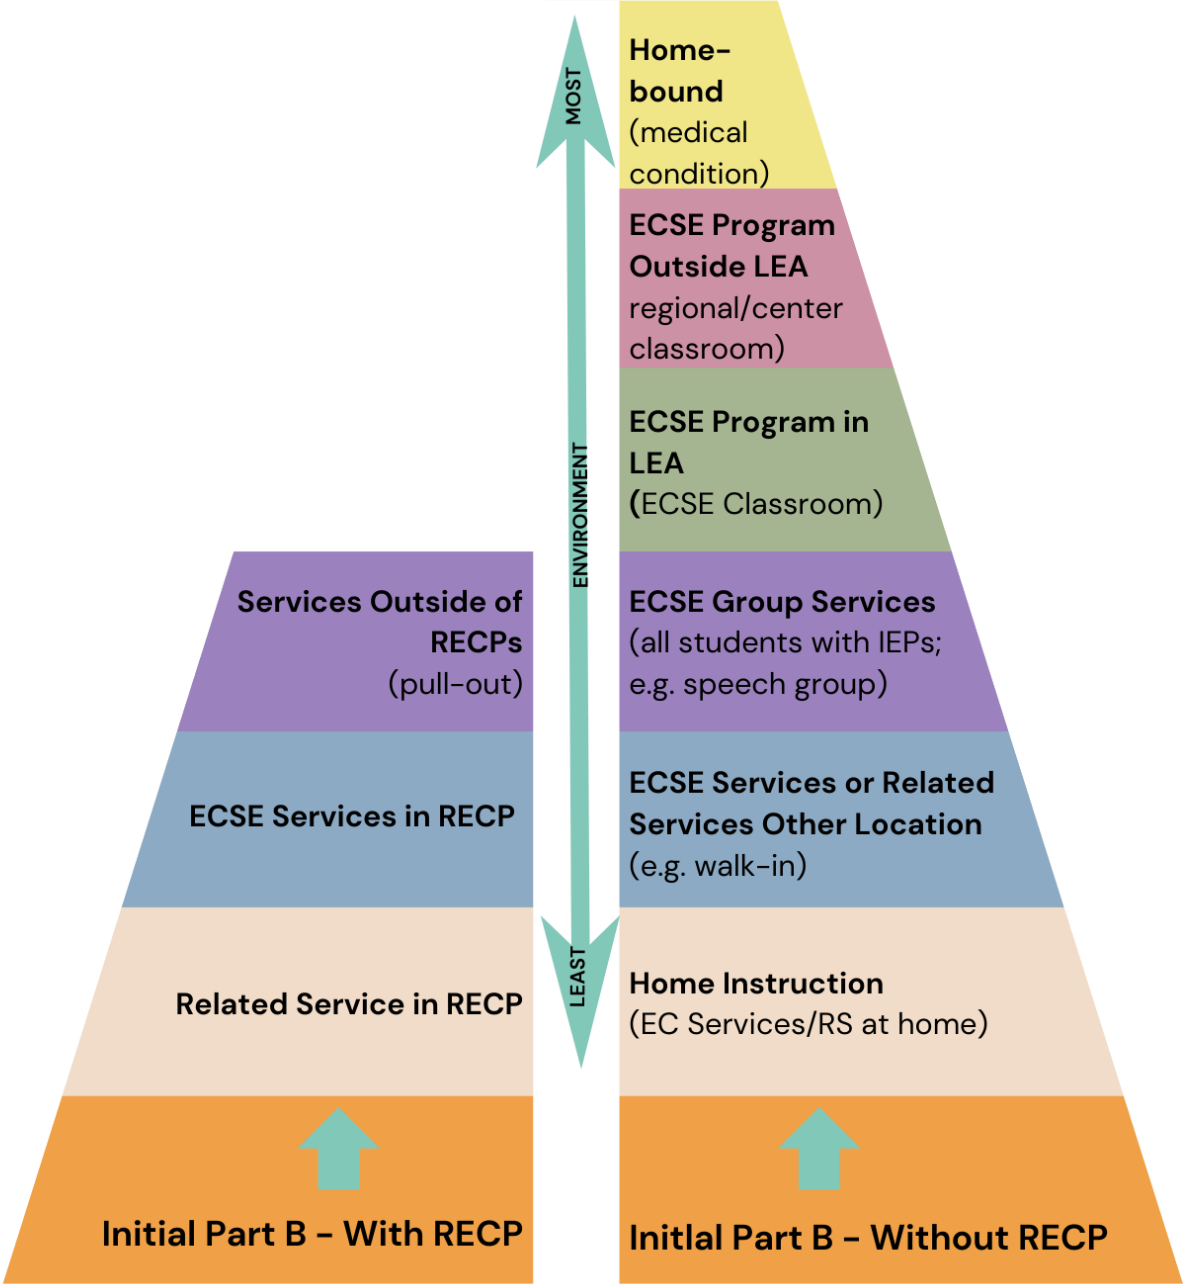 Home-
bound
(medical
condition)
ECSE Program
Outside LEA
regional/center
classroom)
ECSE Program in
LEA
(ECSE Classroom)
MOST
ENVIRONMENT
LEAST
Services Outside of
RECPs
(pull-out)
ECSE Group Services
(all students with IEPs;
e.g. speech group)
ECSE Services in RECP
ECSE Services or Related
Services Other Location
(e.g. walk-in)
Related Service in RECP
Home Instruction
(EC Services/RS at home)
Initial Part B - With RECP
Initlal Part B - Without RECP